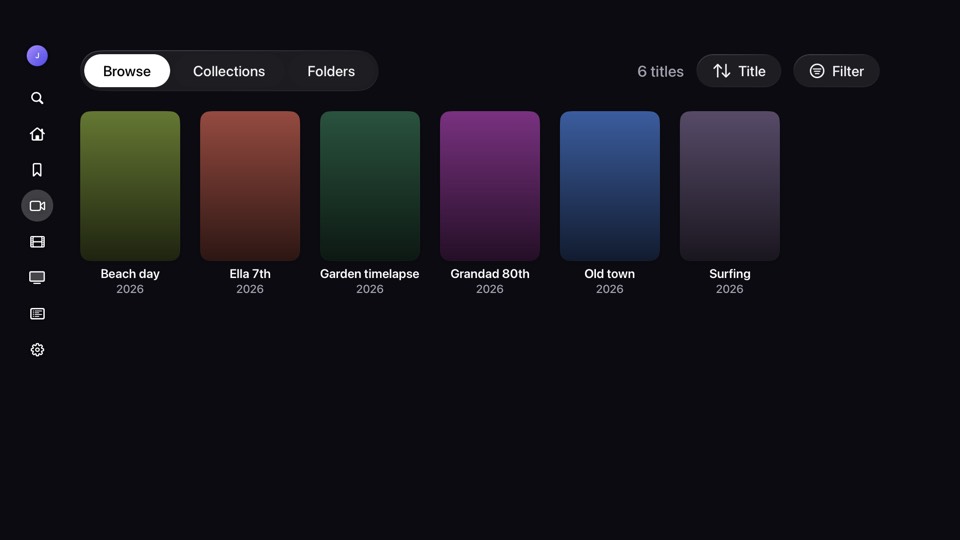 J
Browse
Collections
Folders
6 titles
Title
Filter
Beach day
2026
Ella 7th
2026
Garden timelapse
2026
Grandad 80th
2026
Old town
2026
Surfing
2026